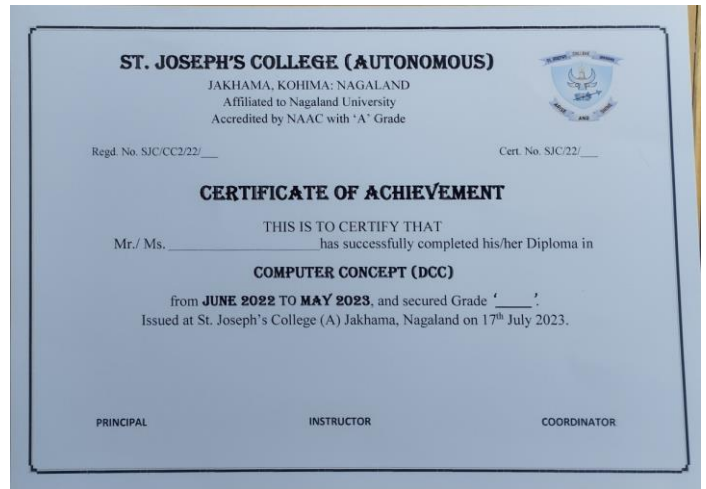 ST. JOSEPH'S COLLEGE (AUTONOMOUS)
JAKHAMA, KOHIMA: NAGALAND
Affiliated to Nagaland University
Accredited by NAAC with 'A' Grade
Regd. No. SJC/CC2/22/___ Cert. No. SJC/22/___
CERTIFICATE OF ACHIEVEMENT
THIS IS TO CERTIFY THAT
Mr./ Ms. ____________________has successfully completed his/her Diploma in
COMPUTER CONCEPT (DCC)
from JUNE 2022 TO MAY 2023, and secured Grade '_____'.
Issued at St. Joseph's College (A) Jakhama, Nagaland on 17th July 2023.
PRINCIPAL INSTRUCTOR COORDINATOR